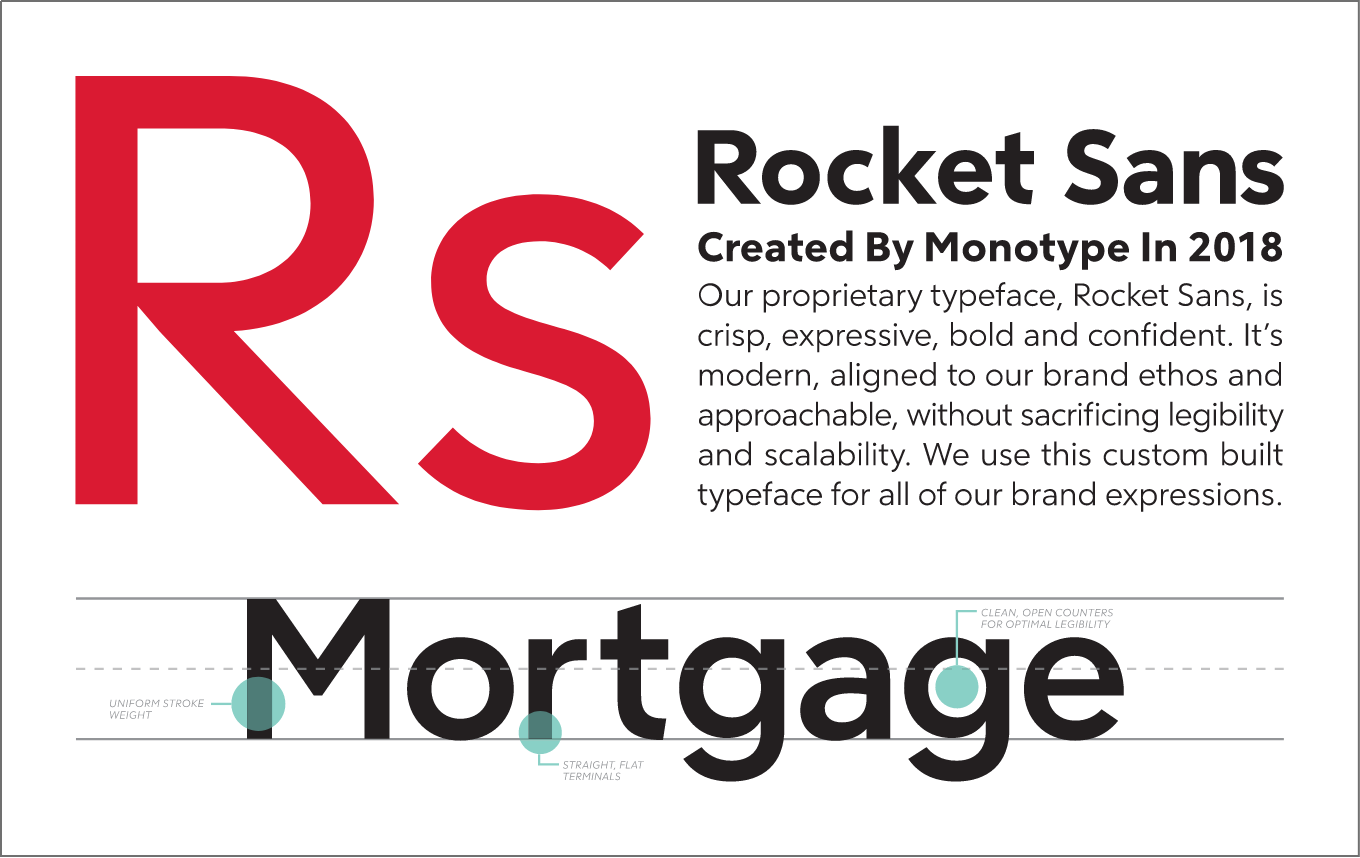 Rs
Rocket Sans
Created By Monotype In 2018
Our proprietary typeface, Rocket Sans, is
crisp, expressive, bold and confident. It’s
modern, aligned to our brand ethos and
approachable, without sacrificing legibility
and scalability. We use this custom built
typeface for all of our brand expressions.
Mortgage
CLEAN, OPEN COUNTERS
FOR OPTIMAL LEGIBILITY
UNIFORM STROKE
WEIGHT
STRAIGHT, FLAT
TERMINALS